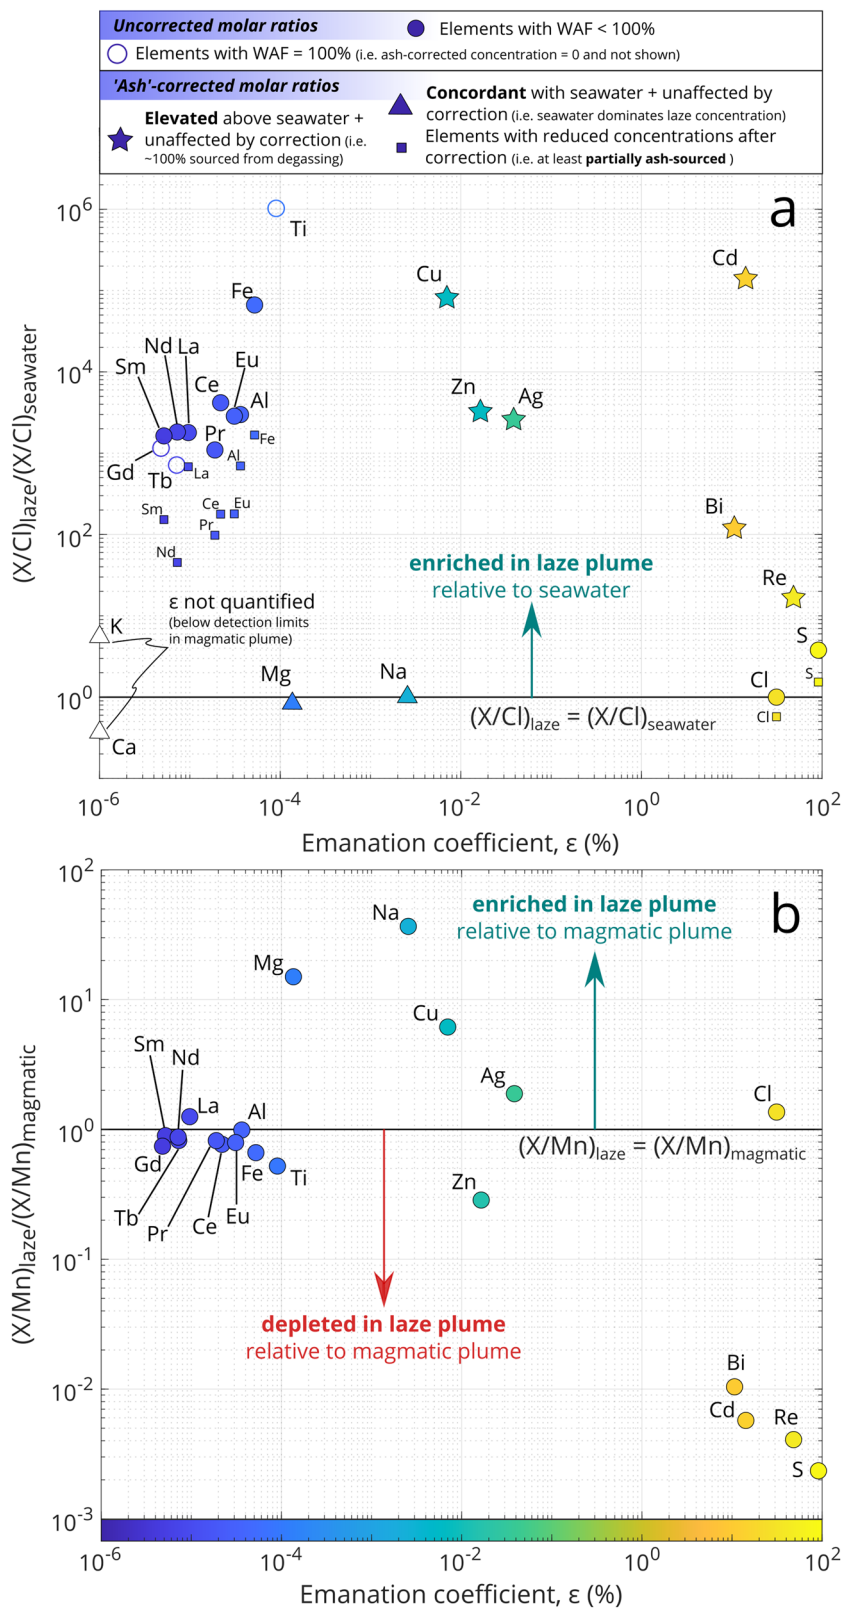 Uncorrected molar ratios
Elements with WAF < 100%
Elements with WAF = 100% (i.e. ash-corrected concentration = 0 and not shown)
'Ash'-corrected molar ratios
Elevated above seawater +
unaffected by correction (i.e.
~100% sourced from degassing)
Concordant with seawater + unaffected by
correction (i.e. seawater dominates laze concentration)
Elements with reduced concentrations after
correction (i.e. at least partially ash-sourced )
a
10^6
10^4
10^2
10^0
(X/Cl)laze/(X/Cl)seawater
Ti
Fe
Cu
Cd
Nd
La
Sm
Eu
Ce
Al
Zn
Ag
Pr
Fe
Gd
Tb
La
Al
Sm
Ce
Eu
Pr
Nd
Bi
enriched in laze plume
relative to seawater
Re
ε not quantified
(below detection limits
in magmatic plume)
K
S
S
Mg
Na
Cl
Cl
(X/Cl)laze = (X/Cl)seawater
Ca
10^-6
10^-4
10^-2
10^0
10^2
Emanation coefficient, ε (%)
b
10^2
10^1
10^0
10^-1
10^-2
10^-3
(X/Mn)laze/(X/Mn)magmatic
Na
enriched in laze plume
relative to magmatic plume
Mg
Cu
Sm
Nd
Ag
La
Al
Cl
(X/Mn)laze = (X/Mn)magmatic
Gd
Fe
Ti
Zn
Tb
Pr
Ce
Eu
depleted in laze plume
relative to magmatic plume
Bi
Cd
Re
S
10^-6
10^-4
10^-2
10^0
10^2
Emanation coefficient, ε (%)